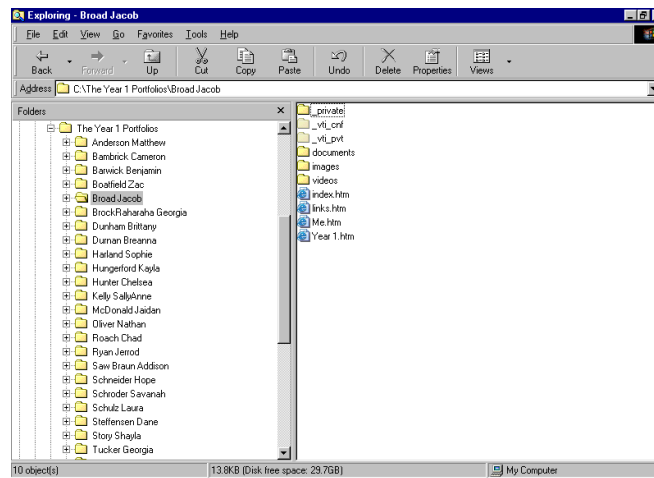 Exploring - Broad Jacob
File Edit View Go Favorites Tools Help
Back Forward Up Cut Copy Paste Undo Delete Properties Views
Address C:\The Year 1 Portfolios\Broad Jacob
Folders
The Year 1 Portfolios
Anderson Matthew
Bambrick Cameron
Barwick Benjamin
Boatfield Zac
Broad Jacob
BrockRaharaha Georgia
Dunham Brittany
Durnan Breanna
Harland Sophie
Hungerford Kayla
Hunter Chelsea
Kelly SallyAnne
McDonald Jaidan
Oliver Nathan
Roach Chad
Ryan Jerrod
Saw Braun Addison
Schneider Hope
Schroder Savanah
Schulz Laura
Steffensen Dane
Story Shayla
Tucker Georgia
_private
_vti_cnf
_vti_pvt
documents
images
videos
index.htm
links.htm
Me.htm
Year 1.htm
10 object(s) 13.8KB (Disk free space: 29.7GB) My Computer